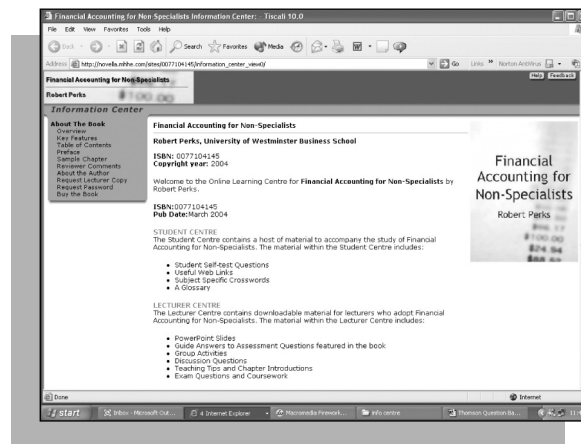 Financial Accounting for Non-Specialists Information Center: - Tiscali 10.0
File Edit View Favorites Tools Help
Back Search Favorites Media
Address http://novella.mhhe.com/sites/0077104145/information_center_view0/ Go Links » Norton AntiVirus
Financial Accounting for Non-Specialists Help Feedback
Robert Perks
Information Center
About The Book
Overview
Key Features
Table of Contents
Preface
Sample Chapter
Reviewer Comments
About the Author
Request Lecturer Copy
Request Password
Buy the Book
Financial Accounting for Non-Specialists
Robert Perks, University of Westminster Business School
ISBN: 0077104145
Copyright year: 2004
Welcome to the Online Learning Centre for Financial Accounting for Non-Specialists by
Robert Perks.
ISBN:0077104145
Pub Date:March 2004
STUDENT CENTRE
The Student Centre contains a host of material to accompany the study of Financial
Accounting for Non-Specialists. The material within the Student Centre includes:
• Student Self-test Questions
• Useful Web Links
• Subject Specific Crosswords
• A Glossary
LECTURER CENTRE
The Lecturer Centre contains downloadable material for lecturers who adopt Financial
Accounting for Non-Specialists. The material within the Lecturer Centre includes:
• PowerPoint Slides
• Guide Answers to Assessment Questions featured in the book
• Group Activities
• Discussion Questions
• Teaching Tips and Chapter Introductions
• Exam Questions and Coursework
Financial
Accounting for
Non-Specialists
Robert Perks
$100.00
$24.94
Done Internet
start Inbox - Microsoft Out... 4 Internet Explorer Macromedia Firework... info centre Thomson Question Ba...